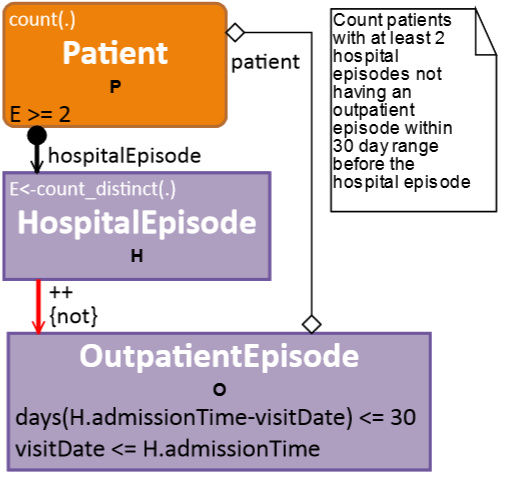 count(.)
Patient
P
E >= 2
patient
hospitalEpisode
E<-count_distinct(.)
HospitalEpisode
H
++
{not}
OutpatientEpisode
O
days(H.admissionTime-visitDate) <= 30
visitDate <= H.admissionTime
Count patients
with at least 2
hospital
episodes not
having an
outpatient
episode within
30 day range
before the
hospital episode